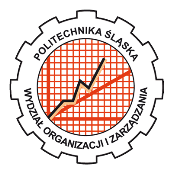 POLITECHNIKA ŚLĄSKA
WYDZIAŁ ORGANIZACJI I ZARZĄDZANIA